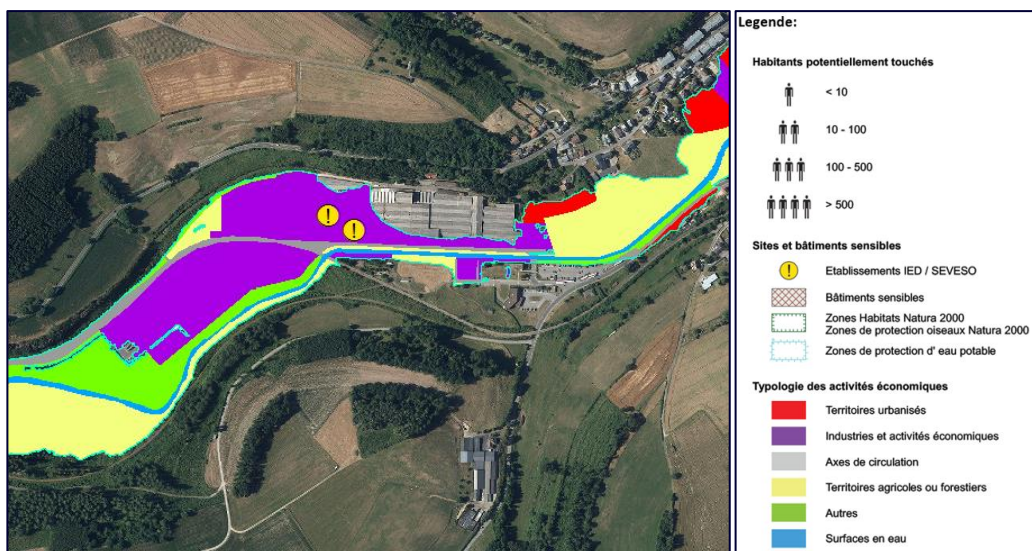 Legende:
Habitants potentiellement touchés
< 10
10 - 100
100 - 500
> 500
Sites et bâtiments sensibles
! Etablissements IED / SEVESO
Bâtiments sensibles
Zones Habitats Natura 2000
Zones de protection oiseaux Natura 2000
Zones de protection d' eau potable
Typologie des activités économiques
Territoires urbanisés
Industries et activités économiques
Axes de circulation
Territoires agricoles ou forestiers
Autres
Surfaces en eau